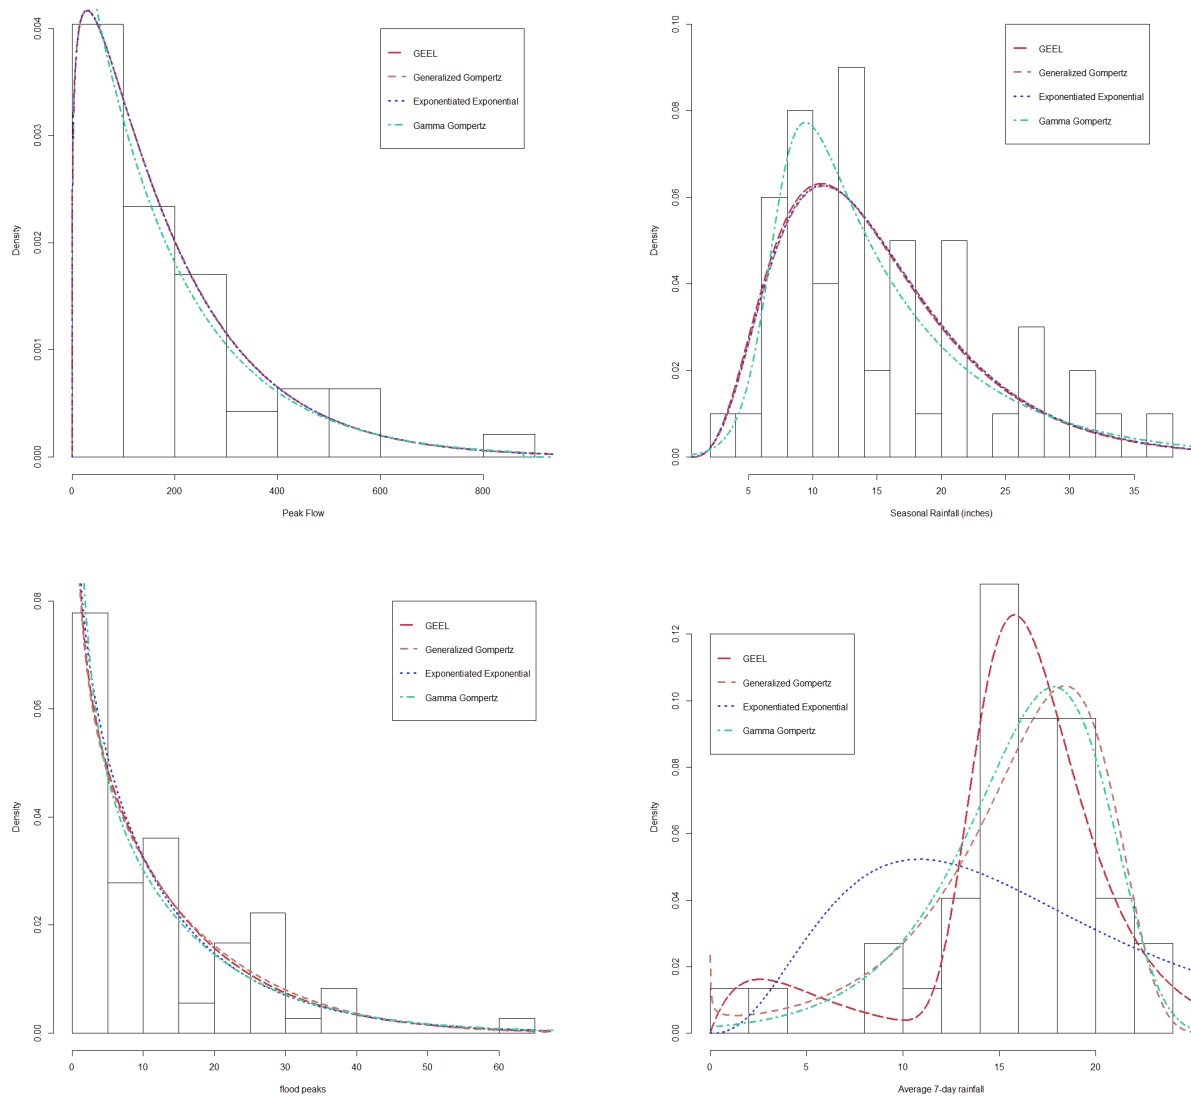 0.004
0.003
0.002
0.001
0.000
Density
0
200
400
600
800
Peak Flow
GEEL
Generalized Gompertz
Exponentiated Exponential
Gamma Gompertz
0.10
0.08
0.06
0.04
0.02
0.00
Density
5
10
15
20
25
30
35
Seasonal Rainfall (inches)
GEEL
Generalized Gompertz
Exponentiated Exponential
Gamma Gompertz
0.08
0.06
0.04
0.02
0.00
Density
0
10
20
30
40
50
60
flood peaks
GEEL
Generalized Gompertz
Exponentiated Exponential
Gamma Gompertz
0.12
0.10
0.08
0.06
0.04
0.02
0.00
Density
0
5
10
15
20
Average 7-day rainfall
GEEL
Generalized Gompertz
Exponentiated Exponential
Gamma Gompertz